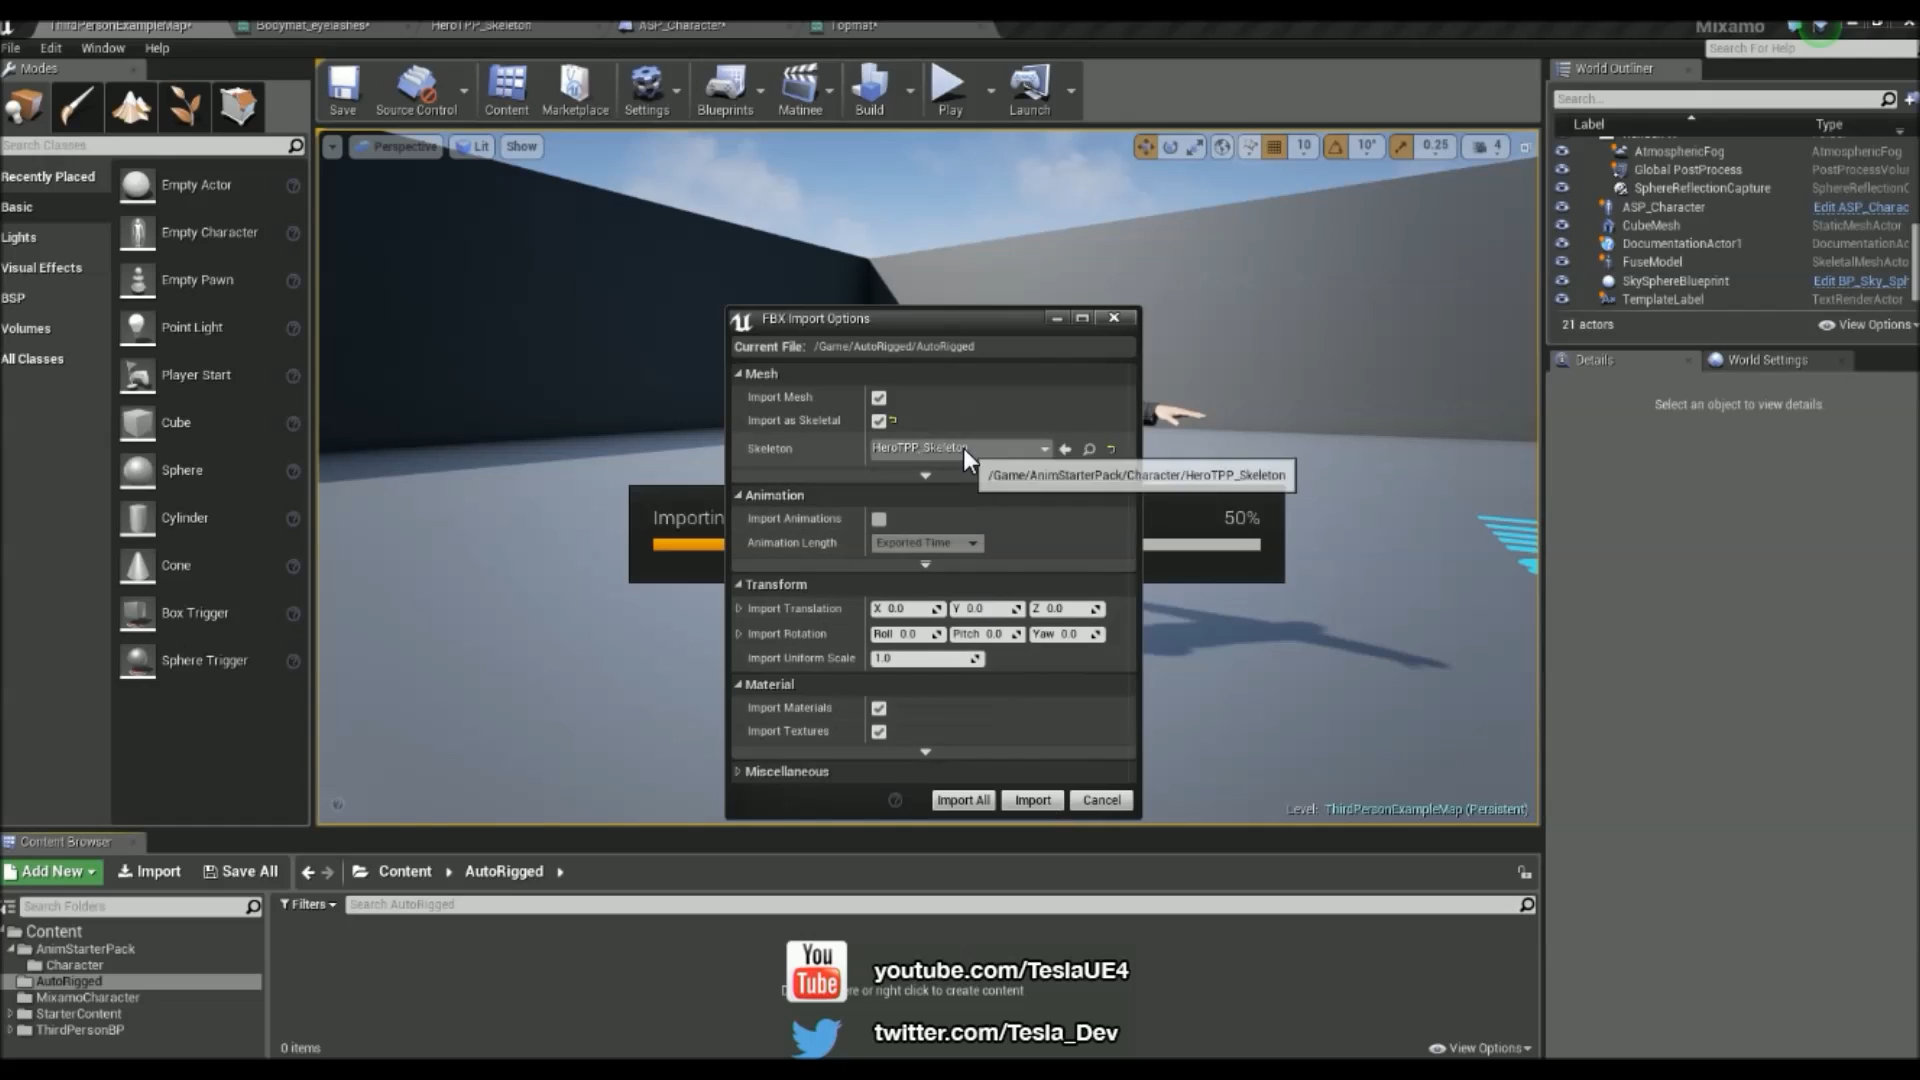 ThirdPersonExampleMap*
Bodymat_eyelashes*
HeroTPP_Skeleton
ASP_Character*
Topmat*
Mixamo
File Edit Window Help
Search For Help
Modes
Search Classes
Recently Placed
Basic
Lights
Visual Effects
BSP
Volumes
All Classes
Empty Actor
Empty Character
Empty Pawn
Point Light
Player Start
Cube
Sphere
Cylinder
Cone
Box Trigger
Sphere Trigger
Save
Source Control
Content
Marketplace
Settings
Blueprints
Matinee
Build
Play
Launch
Perspective
Lit
Show
10
10°
0.25
4
FBX Import Options
Current File: /Game/AutoRigged/AutoRigged
Mesh
Import Mesh
Import as Skeletal
Skeleton HeroTPP_Skeleton
/Game/AnimStarterPack/Character/HeroTPP_Skeleton
Animation
Import Animations
Animation Length Exported Time
Importin
50%
Transform
Import Translation X 0.0 Y 0.0 Z 0.0
Import Rotation Roll 0.0 Pitch 0.0 Yaw 0.0
Import Uniform Scale 1.0
Material
Import Materials
Import Textures
Miscellaneous
Import All Import Cancel
Level: ThirdPersonExampleMap (Persistent)
World Outliner
Search...
Label Type
AtmosphericFog AtmosphericFog
Global PostProcess PostProcessVolu
SphereReflectionCapture SphereReflectionC
ASP_Character Edit ASP_Charac
CubeMesh StaticMeshActor
DocumentationActor1 DocumentationAc
FuseModel SkeletalMeshActo
SkySphereBlueprint Edit BP_Sky_Sph
TemplateLabel TextRenderActor
21 actors View Options
Details World Settings
Select an object to view details
Content Browser
Add New Import Save All Content AutoRigged
Search Folders
Filters Search AutoRigged
Content
AnimStarterPack
Character
AutoRigged
MixamoCharacter
StarterContent
ThirdPersonBP
You
Tube
youtube.com/TeslaUE4
re or right click to create content
twitter.com/Tesla_Dev
0 items
View Options